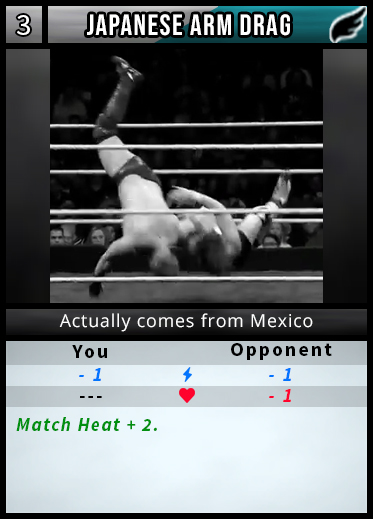 3 JAPANESE ARM DRAG
Actually comes from Mexico
You Opponent
- 1 - 1
--- - 1
Match Heat + 2.